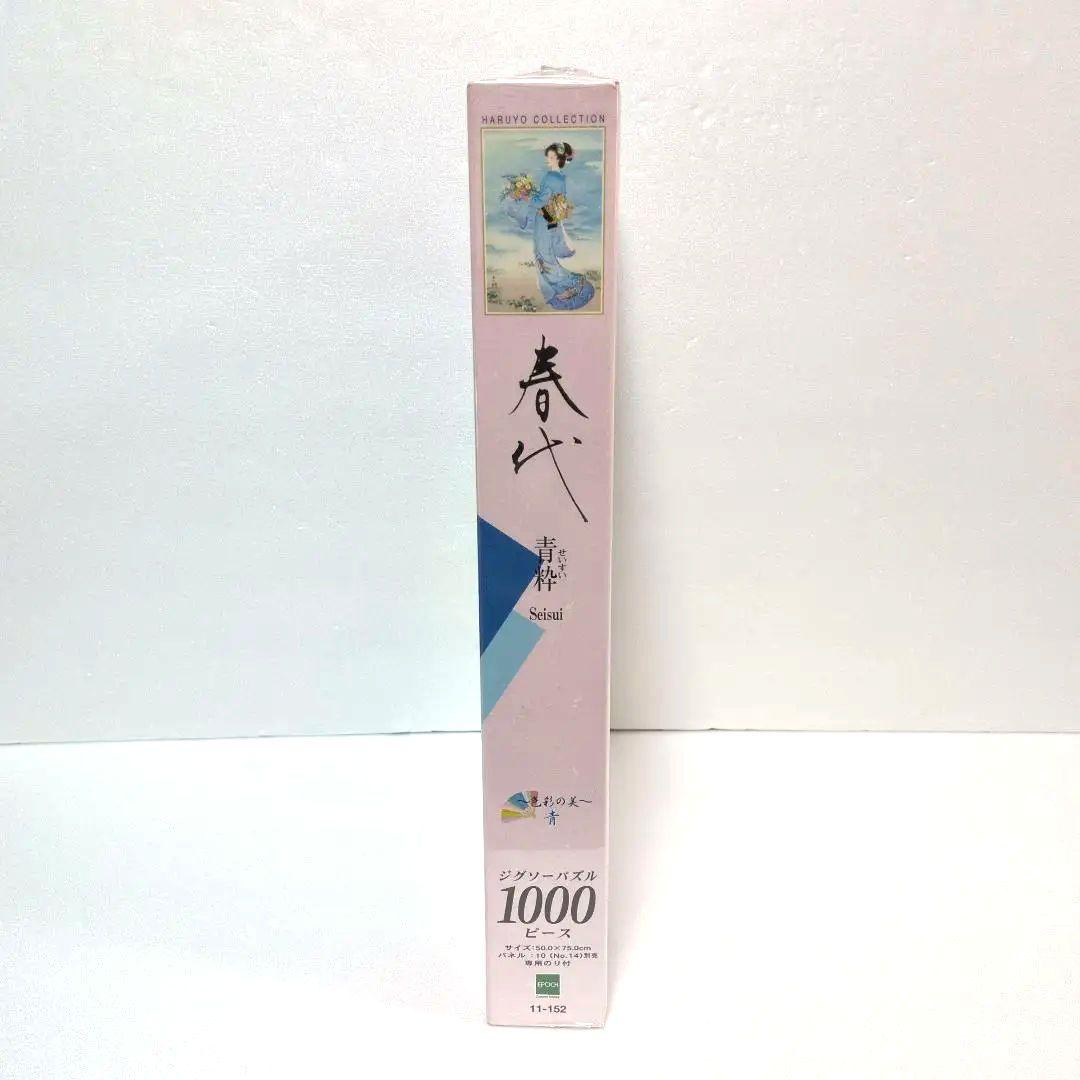 HARUYO COLLECTION
春代
青粋
せいすい
Seisui
〜色彩の美〜
青
ジグソーパズル
1000
ピース
サイズ:50.0×75.0cm
パネル:10(No.14)別売
専用のり付
EPOCH
11-152